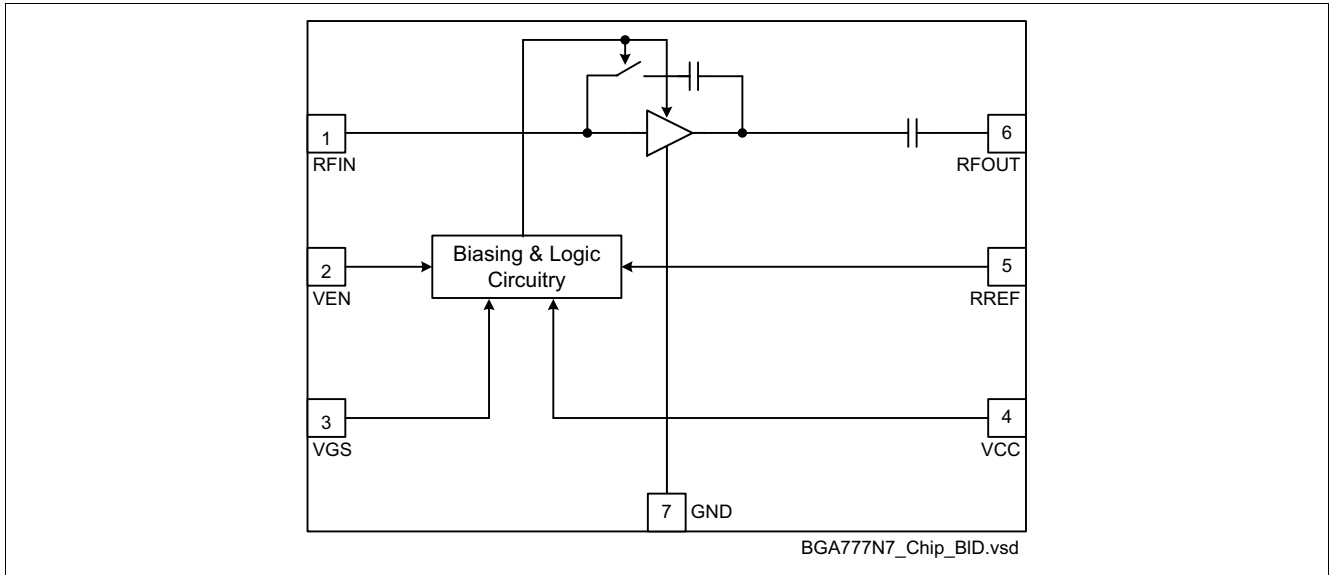 1
RFIN
6
RFOUT
Biasing & Logic
Circuitry
2
VEN
5
RREF
3
VGS
4
VCC
7
GND
BGA777N7_Chip_BID.vsd